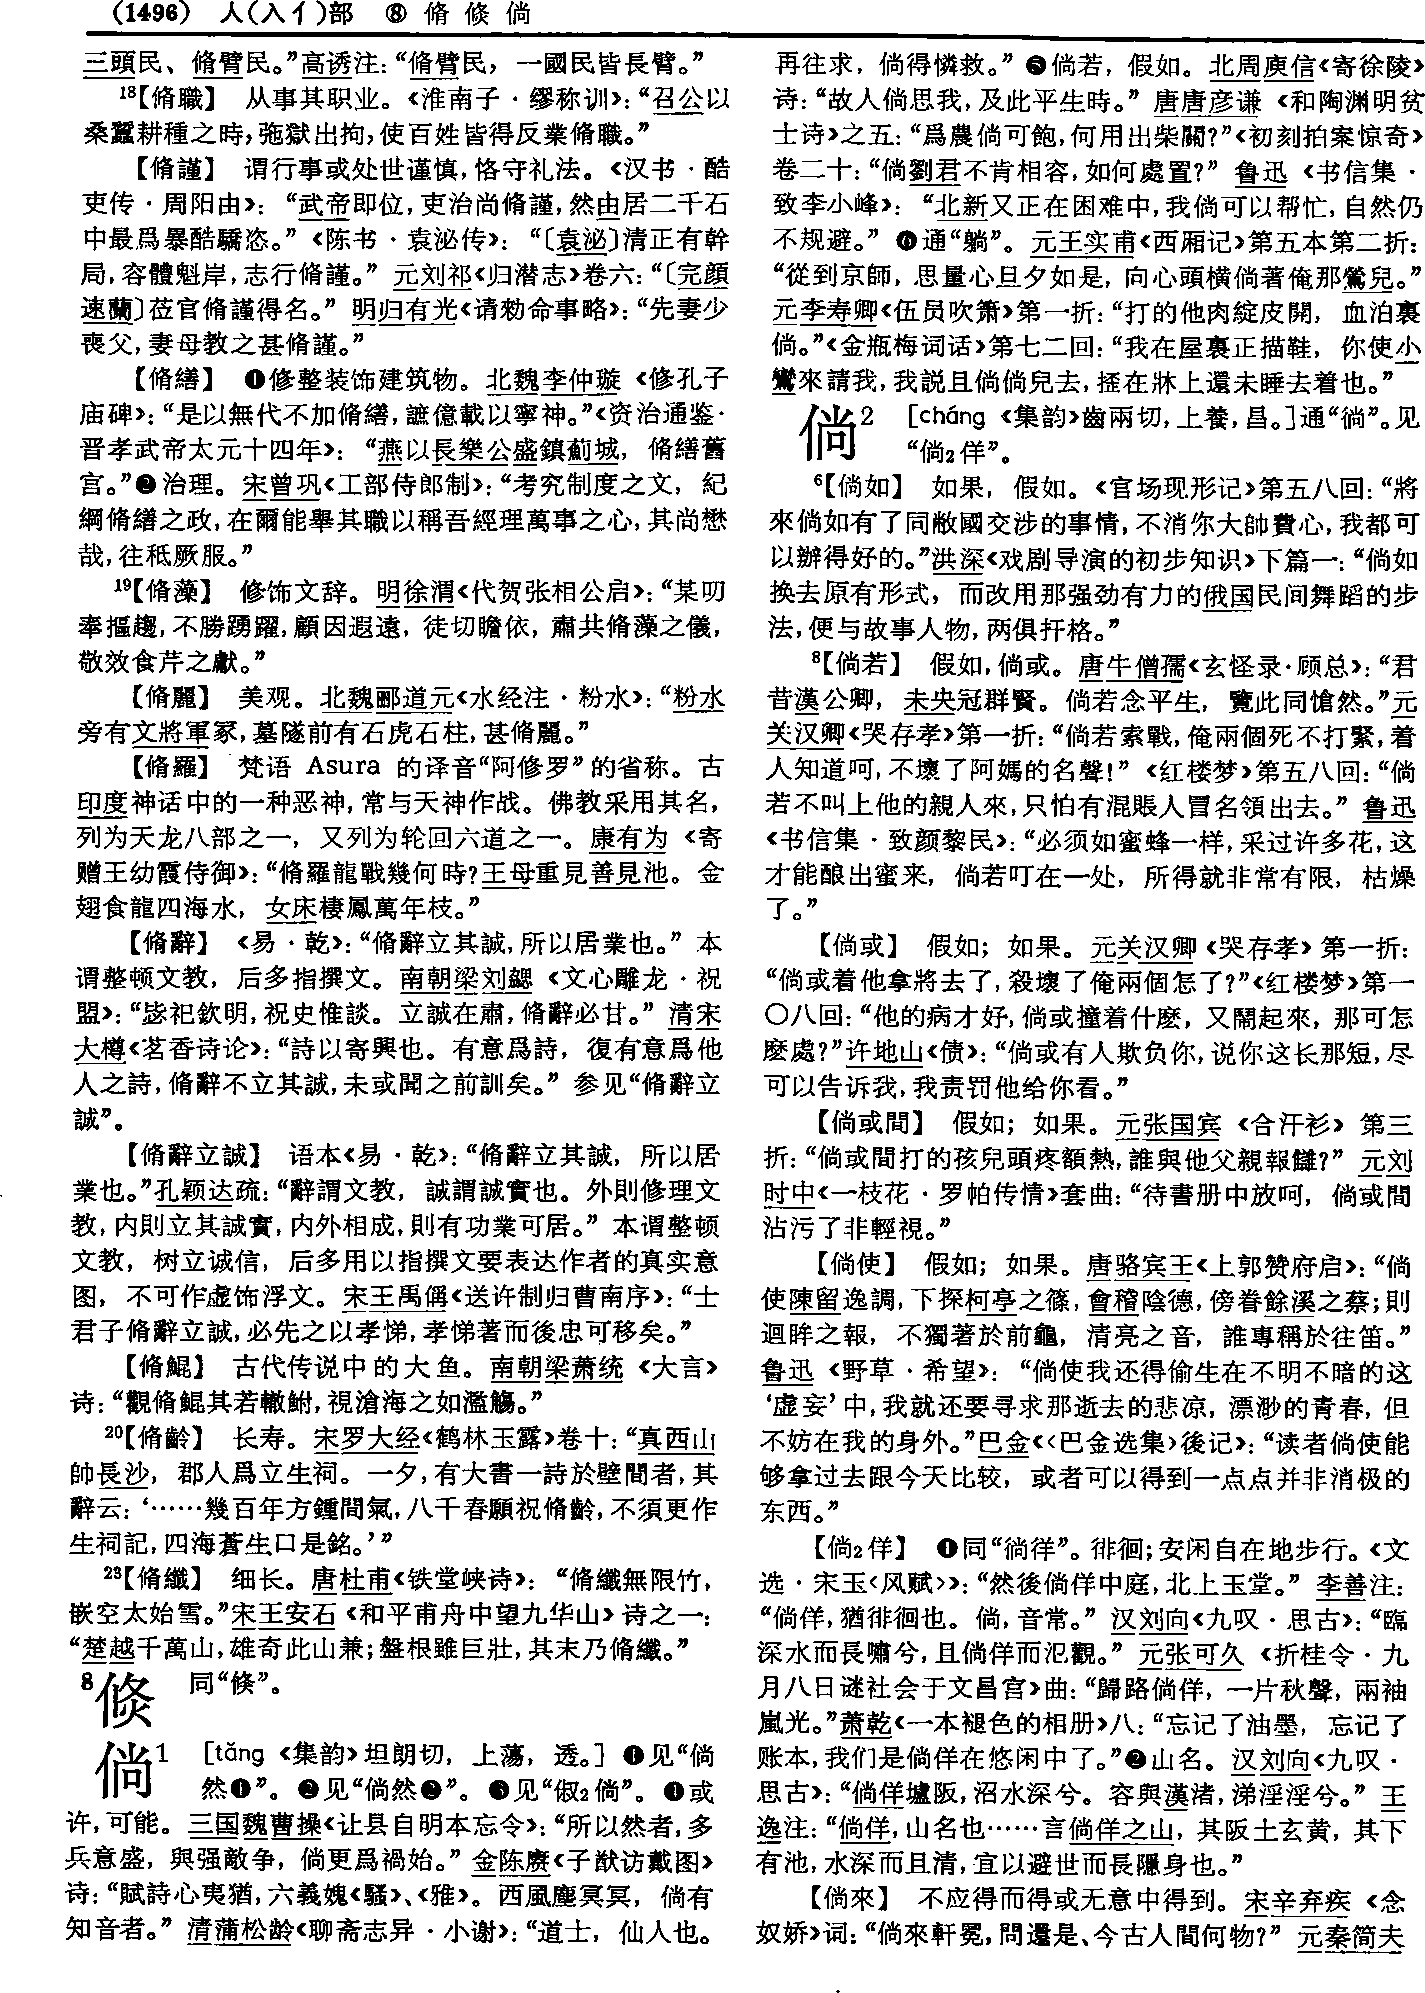 (1496) 人(入亻)部 ⑧ 脩倏倘
三頭民、脩臂民。”高诱注：“脩臂民，一國民皆長臂。”
¹⁸【脩職】 从事其职业。《淮南子·缪称训》：“召公以
桑蠶耕種之時，弛獄出拘，使百姓皆得反業脩職。”
【脩謹】 谓行事或处世谨慎，恪守礼法。《汉书·酷
吏传·周阳由》：“武帝即位，吏治尚脩謹，然由居二千石
中最爲暴酷驕恣。”《陈书·袁泌传》：“〔袁泌〕清正有幹
局，容體魁岸，志行脩謹。”元刘祁《归潜志》卷六：“〔完顔
速蘭〕莅官脩謹得名。”明归有光《请勑命事略》：“先妻少
喪父，妻母教之甚脩謹。”
【脩繕】 ❶修整装饰建筑物。北魏李仲璇《修孔子
庙碑》：“是以無代不加脩繕，謶億載以寧神。”《资治通鉴·
晋孝武帝太元十四年》：“燕以長樂公盛鎮薊城，脩繕舊
宫。”❷治理。宋曾巩《工部侍郎制》：“考究制度之文，紀
綱脩繕之政，在爾能舉其職以稱吾經理萬事之心，其尚懋
哉，往秪厥服。”
¹⁹【脩藻】 修饰文辞。明徐渭《代贺张相公启》：“某叨
奉摳趨，不勝踴躍，顧因遐遠，徒切瞻依，肅共脩藻之儀，
敬效食芹之獻。”
【脩麗】 美观。北魏郦道元《水经注·粉水》：“粉水
旁有文將軍冢，墓隧前有石虎石柱，甚脩麗。”
【脩羅】 梵语 Asura 的译音“阿修罗”的省称。古
印度神话中的一种恶神，常与天神作战。佛教采用其名，
列为天龙八部之一，又列为轮回六道之一。康有为《寄
赠王幼霞侍御》：“脩羅龍戰幾何時？王母重見善見池。金
翅食龍四海水，女床棲鳳萬年枝。”
【脩辭】 《易·乾》：“脩辭立其誠，所以居業也。”本
谓整顿文教，后多指撰文。南朝梁刘勰《文心雕龙·祝
盟》：“毖祀欽明，祝史惟談。立誠在肅，脩辭必甘。”清宋
大樽《茗香诗论》：“詩以寄興也。有意爲詩，復有意爲他
人之詩，脩辭不立其誠，未或聞之前訓矣。”参见“脩辭立
誠”。
【脩辭立誠】 语本《易·乾》：“脩辭立其誠，所以居
業也。”孔颖达疏：“辭謂文教，誠謂誠實也。外則修理文
教，内則立其誠實，内外相成，則有功業可居。”本谓整顿
文教，树立诚信，后多用以指撰文要表达作者的真实意
图，不可作虚饰浮文。宋王禹偁《送许制归曹南序》：“士
君子脩辭立誠，必先之以孝悌，孝悌著而後忠可移矣。”
【脩鯤】 古代传说中的大鱼。南朝梁萧统《大言》
诗：“觀脩鯤其若轍鮒，視滄海之如濫觴。”
²⁰【脩齡】 长寿。宋罗大经《鹤林玉露》卷十：“真西山
帥長沙，郡人爲立生祠。一夕，有大書一詩於壁間者，其
辭云：‘……幾百年方鍾間氣，八千春願祝脩齡，不須更作
生祠記，四海蒼生口是銘。’”
²³【脩纖】 细长。唐杜甫《铁堂峡诗》：“脩纖無限竹，
嵌空太始雪。”宋王安石《和平甫舟中望九华山》诗之一：
“楚越千萬山，雄奇此山兼；盤根雖巨壯，其末乃脩纖。”
⁸倏 同“倐”。
倘¹ ［tǎng《集韵》坦朗切，上蕩，透。］❶见“倘
然❶”。❷见“倘然❷”。❸见“俶₂倘”。❹或
许，可能。三国魏曹操《让县自明本志令》：“所以然者，多
兵意盛，與强敵争，倘更爲禍始。”金陈赓《子猷访戴图》
诗：“賦詩心夷猶，六義媿《騷》、《雅》。西風塵冥冥，倘有
知音者。”清蒲松龄《聊斋志异·小谢》：“道士，仙人也。
再往求，倘得憐救。”❺倘若，假如。北周庾信《寄徐陵》
诗：“故人倘思我，及此平生時。”唐唐彦谦《和陶渊明贫
士诗》之五：“爲農倘可飽，何用出柴關？”《初刻拍案惊奇》
卷二十：“倘劉君不肯相容，如何處置？”鲁迅《书信集·
致李小峰》：“北新又正在困难中，我倘可以帮忙，自然仍
不规避。”❻通“躺”。元王实甫《西厢记》第五本第二折：
“從到京師，思量心旦夕如是，向心頭横倘著俺那鶯兒。”
元李寿卿《伍员吹箫》第一折：“打的他肉綻皮開，血泊裏
倘。”《金瓶梅词话》第七二回：“我在屋裏正描鞋，你使小
鸞來請我，我説且倘倘兒去，㨪在牀上還未睡去着也。”
倘² ［cháng《集韵》齒兩切，上養，昌。］通“徜”。见
“倘₂佯”。
⁶【倘如】 如果，假如。《官场现形记》第五八回：“將
來倘如有了同敝國交涉的事情，不消你大帥費心，我都可
以辦得好的。”洪深《戏剧导演的初步知识》下篇一：“倘如
换去原有形式，而改用那强劲有力的俄国民间舞蹈的步
法，便与故事人物，两俱扞格。”
⁸【倘若】 假如，倘或。唐牛僧孺《玄怪录·顾总》：“君
昔漢公卿，未央冠群賢。倘若念平生，覽此同愴然。”元
关汉卿《哭存孝》第一折：“倘若索戰，俺兩個死不打緊，着
人知道呵，不壞了阿媽的名聲！”《红楼梦》第五八回：“倘
若不叫上他的親人來，只怕有混賬人冒名領出去。”鲁迅
《书信集·致颜黎民》：“必须如蜜蜂一样，采过许多花，这
才能酿出蜜来，倘若叮在一处，所得就非常有限，枯燥
了。”
【倘或】 假如；如果。元关汉卿《哭存孝》第一折：
“倘或着他拿將去了，殺壞了俺兩個怎了？”《红楼梦》第一
〇八回：“他的病才好，倘或撞着什麽，又鬧起來，那可怎
麽處？”许地山《债》：“倘或有人欺负你，说你这长那短，尽
可以告诉我，我责罚他给你看。”
【倘或間】 假如；如果。元张国宾《合汗衫》第三
折：“倘或間打的孩兒頭疼額熱，誰與他父親報讎？”元刘
时中《一枝花·罗帕传情》套曲：“待書册中放呵，倘或間
沾污了非輕視。”
【倘使】 假如；如果。唐骆宾王《上郭赞府启》：“倘
使陳留逸調，下探柯亭之篠，會稽陰德，傍眷餘溪之蔡；則
迴眸之報，不獨著於前龜，清亮之音，誰專稱於往笛。”
鲁迅《野草·希望》：“倘使我还得偷生在不明不暗的这
‘虚妄’中，我就还要寻求那逝去的悲凉，漂渺的青春，但
不妨在我的身外。”巴金《〈巴金选集〉後记》：“读者倘使能
够拿过去跟今天比较，或者可以得到一点点并非消极的
东西。”
【倘₂佯】 ❶同“徜徉”。徘徊；安闲自在地步行。《文
选·宋玉〈风赋〉》：“然後倘佯中庭，北上玉堂。”李善注：
“倘佯，猶徘徊也。倘，音常。”汉刘向《九叹·思古》：“臨
深水而長嘯兮，且倘佯而氾觀。”元张可久《折桂令·九
月八日谜社会于文昌宫》曲：“歸路倘佯，一片秋聲，兩袖
嵐光。”萧乾《一本褪色的相册》八：“忘记了油墨，忘记了
账本，我们是倘佯在悠闲中了。”❷山名。汉刘向《九叹·
思古》：“倘佯壚阪，沼水深兮。容與漢渚，涕淫淫兮。”王
逸注：“倘佯，山名也……言倘佯之山，其阪土玄黄，其下
有池，水深而且清，宜以避世而長隱身也。”
【倘來】 不应得而得或无意中得到。宋辛弃疾《念
奴娇》词：“倘來軒冕，問還是、今古人間何物？”元秦简夫